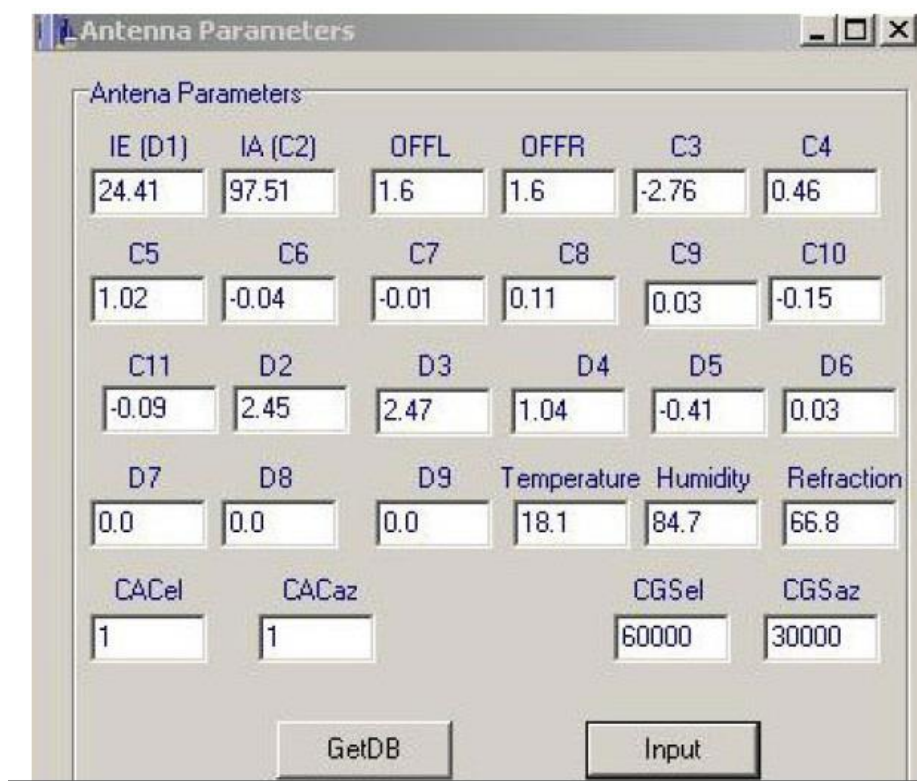 Antenna Parameters
Antena Parameters
IE (D1) IA (C2) OFFL OFFR C3 C4
24.41 97.51 1.6 1.6 -2.76 0.46
C5 C6 C7 C8 C9 C10
1.02 -0.04 -0.01 0.11 0.03 -0.15
C11 D2 D3 D4 D5 D6
-0.09 2.45 2.47 1.04 -0.41 0.03
D7 D8 D9 Temperature Humidity Refraction
0.0 0.0 0.0 18.1 84.7 66.8
CACel CACaz CGSel CGSaz
1 1 60000 30000
GetDB Input